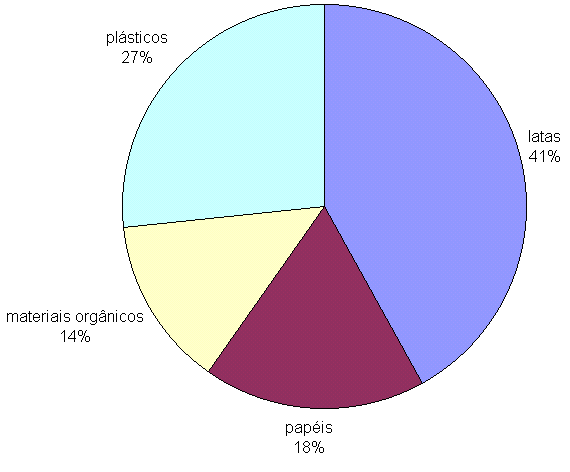 plásticos
27%
latas
41%
materiais orgânicos
14%
papéis
18%